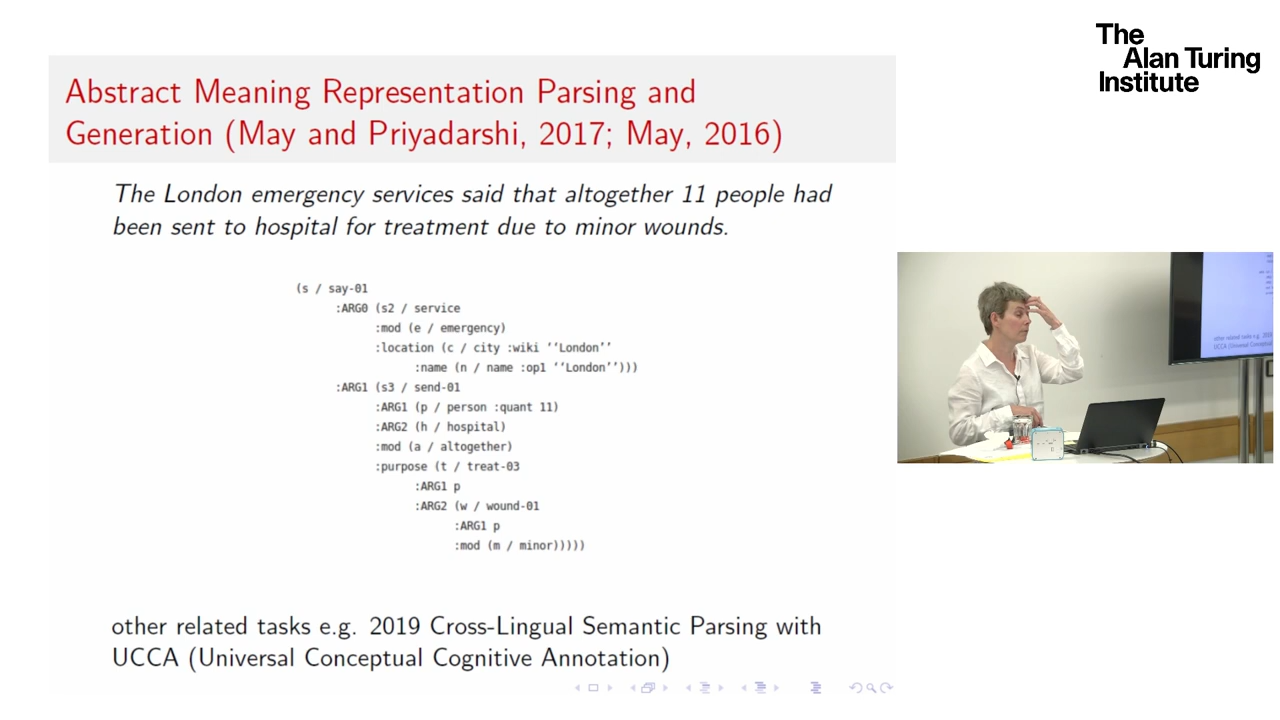 The
Alan Turing
Institute
Abstract Meaning Representation Parsing and
Generation (May and Priyadarshi, 2017; May, 2016)
The London emergency services said that altogether 11 people had
been sent to hospital for treatment due to minor wounds.
(s / say-01
:ARG0 (s2 / service
:mod (e / emergency)
:location (c / city :wiki ‘‘London’’
:name (n / name :op1 ‘‘London’’)))
:ARG1 (s3 / send-01
:ARG1 (p / person :quant 11)
:ARG2 (h / hospital)
:mod (a / altogether)
:purpose (t / treat-03
:ARG1 p
:ARG2 (w / wound-01
:ARG1 p
:mod (m / minor)))))
other related tasks e.g. 2019 Cross-Lingual Semantic Parsing with
UCCA (Universal Conceptual Cognitive Annotation)